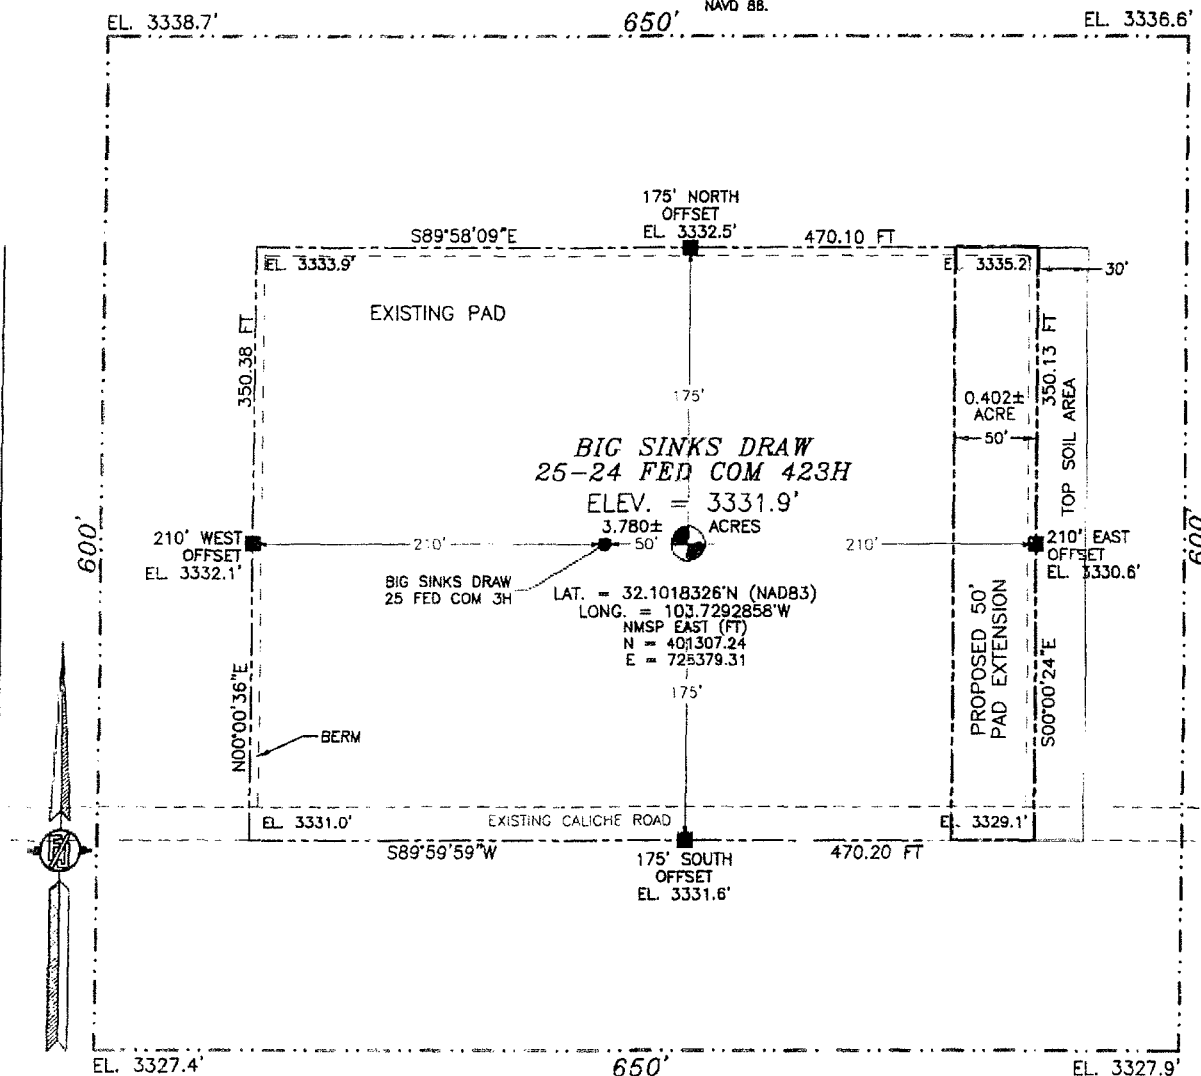 NAVD 88.
EL. 3338.7'
650'
EL. 3336.6'
175' NORTH
OFFSET
EL. 3332.5'
S89°58'09"E
470.10 FT
EL. 3333.9'
EL. 3335.2'
30'
EXISTING PAD
350.38 FT
350.13 FT
175'
0.402±
ACRE
50'
TOP SOIL AREA
BIG SINKS DRAW
25-24 FED COM 423H
ELEV. = 3331.9'
3.780± ACRES
600'
210' WEST
OFFSET
EL. 3332.1'
210'
50'
210'
210' EAST
OFFSET
EL. 3330.6'
600'
BIG SINKS DRAW
25 FED COM 3H
LAT. = 32.1018326°N (NAD83)
LONG. = 103.7292858°W
NMSP EAST (FT)
N = 401307.24
E = 725379.31
175'
N00°00'36"E
PROPOSED 50'
PAD EXTENSION
S00°00'24"E
BERM
EL. 3331.0'
EXISTING CALICHE ROAD
EL. 3329.1'
S89°59'59"W
175' SOUTH
OFFSET
EL. 3331.6'
470.20 FT
EL. 3327.4'
650'
EL. 3327.9'